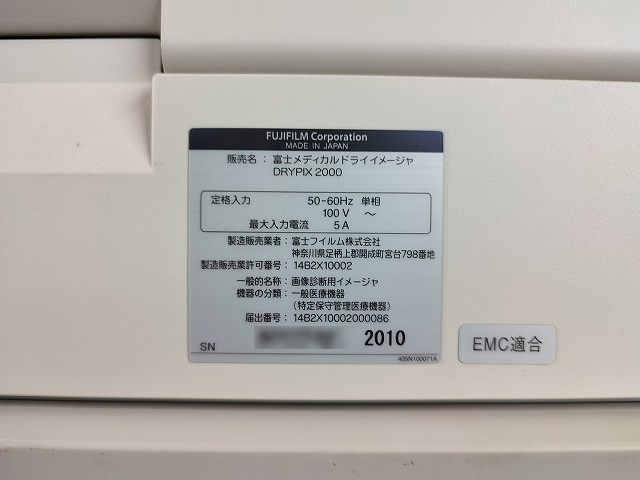 FUJIFILM Corporation
MADE IN JAPAN
販売名: 富士メディカルドライイメージャ
DRYPIX 2000
定格入力 50-60Hz 単相
100 V ～
最大入力電流 5 A
製造販売業者: 富士フイルム株式会社
神奈川県足柄上郡開成町宮台798番地
製造販売業許可番号: 14B2X10002
一般的名称: 画像診断用イメージャ
機器の分類: 一般医療機器
(特定保守管理医療機器)
届出番号: 14B2X10002000086
SN 2010
405N100071A
EMC適合